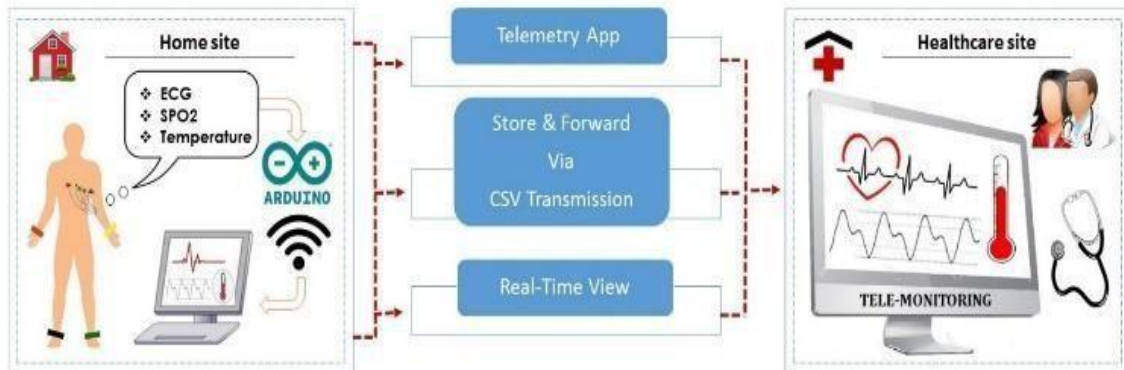 Home site
❖ ECG
❖ SPO2
❖ Temperature
ARDUINO
Telemetry App
Store & Forward
Via
CSV Transmission
Real-Time View
Healthcare site
TELE-MONITORING